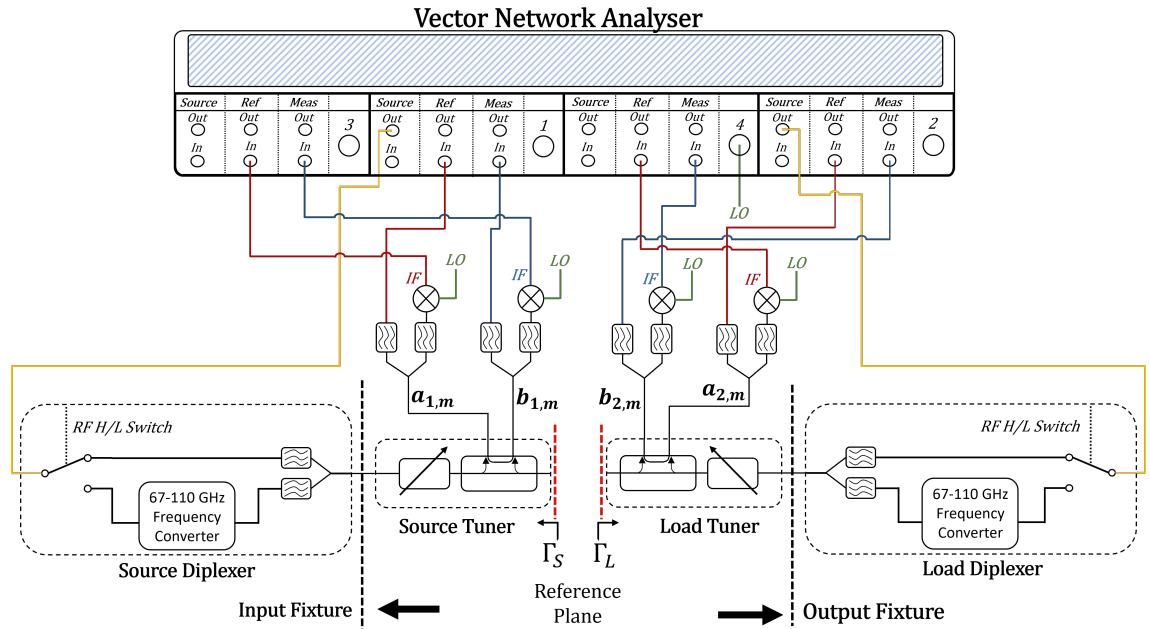 Vector Network Analyser
Source Ref Meas Source Ref Meas Source Ref Meas Source Ref Meas
Out Out Out 3 Out Out Out 1 Out Out Out 4 Out Out Out 2
In In In In In In In In In In In In
LO
IF LO IF LO IF LO IF LO
a1,m b1,m b2,m a2,m
RF H/L Switch RF H/L Switch
67-110 GHz
Frequency
Converter
67-110 GHz
Frequency
Converter
Source Tuner Load Tuner
ΓS ΓL
Source Diplexer Load Diplexer
Reference
Plane
Input Fixture Output Fixture